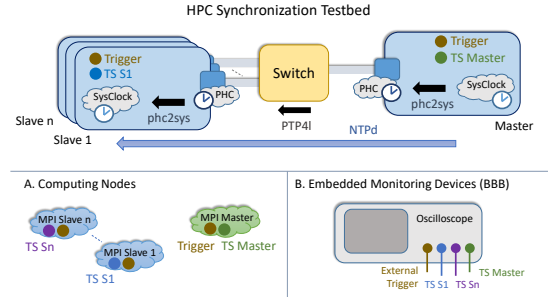 HPC Synchronization Testbed
Trigger
TS S1
SysClock
phc2sys
PHC
Slave n
Slave 1
Switch
PTP4l
NTPd
Trigger
TS Master
PHC
SysClock
phc2sys
Master
A. Computing Nodes
MPI Slave n
TS Sn
MPI Slave 1
TS S1
MPI Master
Trigger TS Master
B. Embedded Monitoring Devices (BBB)
Oscilloscope
External
Trigger
TS S1
TS Sn
TS Master